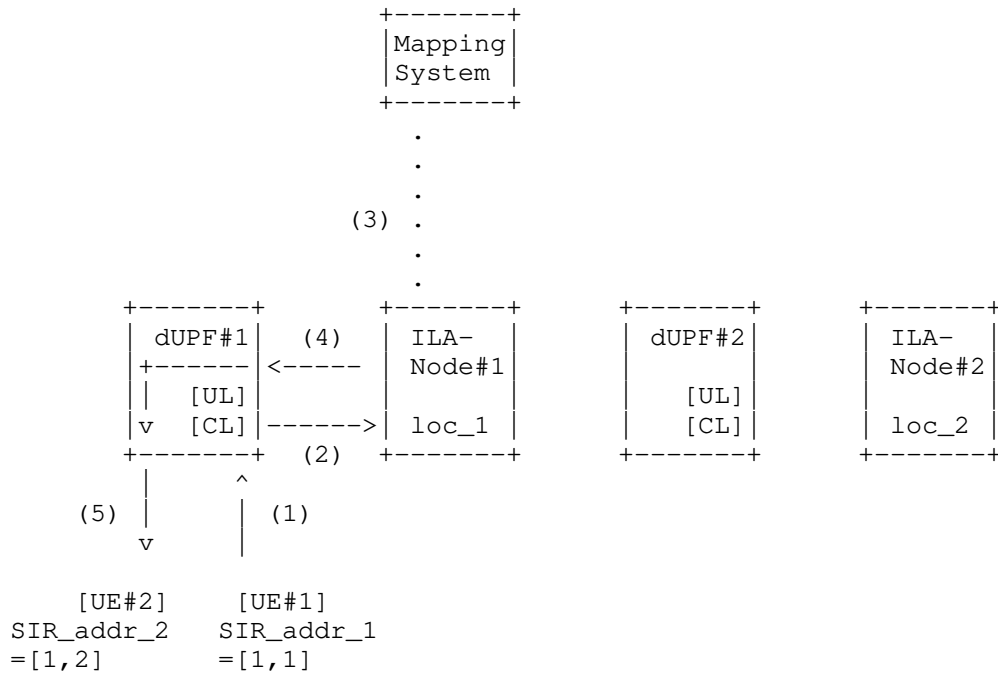 Mapping
System
(3)
dUPF#1 (4) ILA- dUPF#2 ILA-
Node#1 Node#2
[UL] [UL]
v [CL] loc_1 [CL] loc_2
(2)
(5) (1)
v
[UE#2] [UE#1]
SIR_addr_2 SIR_addr_1
=[1,2] =[1,1]